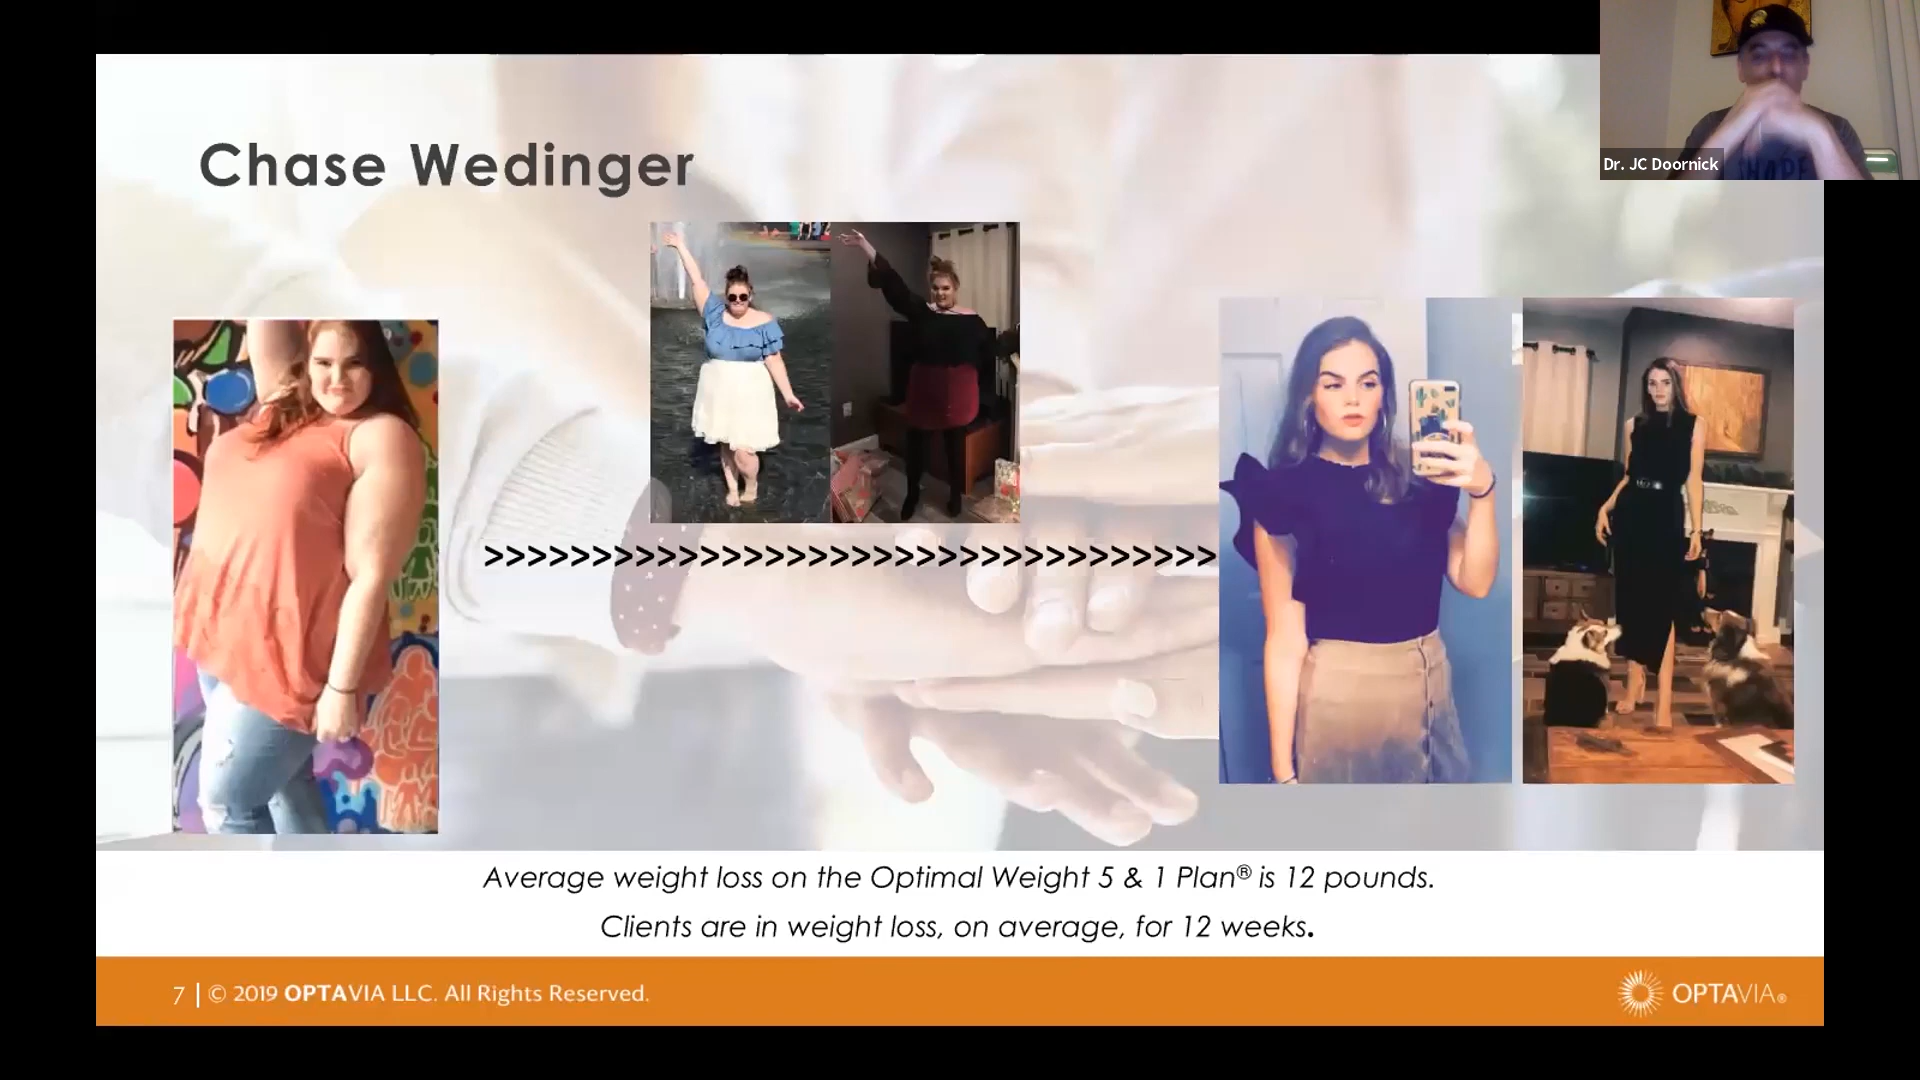 Dr. JC Doornick
Chase Wedinger
>>>>>>>>>>>>>>>>>>>>>>>>>>>>>>>>>>
Average weight loss on the Optimal Weight 5 & 1 Plan® is 12 pounds.
Clients are in weight loss, on average, for 12 weeks.
7 | © 2019 OPTAVIA LLC. All Rights Reserved.
OPTAVIA®